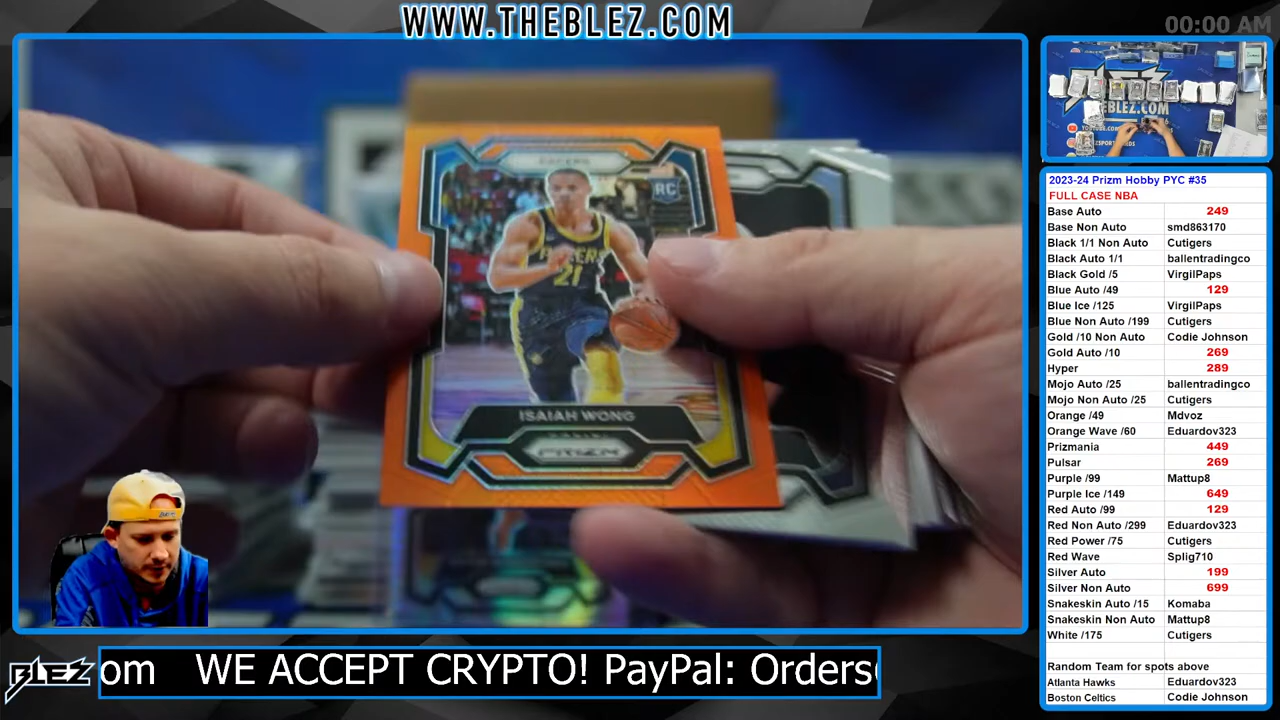 WWW.THEBLEZ.COM
00:00 AM
PACERS
RC
PACERS
21
ISAIAH WONG
PANINI
PRIZM
BLEZ
THEBLEZ.COM
2023-24 Prizm Hobby PYC #35
FULL CASE NBA
Base Auto 249
Base Non Auto smd863170
Black 1/1 Non Auto Cutigers
Black Auto 1/1 ballentradingco
Black Gold /5 VirgilPaps
Blue Auto /49 129
Blue Ice /125 VirgilPaps
Blue Non Auto /199 Cutigers
Gold /10 Non Auto Codie Johnson
Gold Auto /10 269
Hyper 289
Mojo Auto /25 ballentradingco
Mojo Non Auto /25 Cutigers
Orange /49 Mdvoz
Orange Wave /60 Eduardov323
Prizmania 449
Pulsar 269
Purple /99 Mattup8
Purple Ice /149 649
Red Auto /99 129
Red Non Auto /299 Eduardov323
Red Power /75 Cutigers
Red Wave Splig710
Silver Auto 199
Silver Non Auto 699
Snakeskin Auto /15 Komaba
Snakeskin Non Auto Mattup8
White /175 Cutigers
Random Team for spots above
Atlanta Hawks Eduardov323
Boston Celtics Codie Johnson
BLEZ
om WE ACCEPT CRYPTO! PayPal: Orders